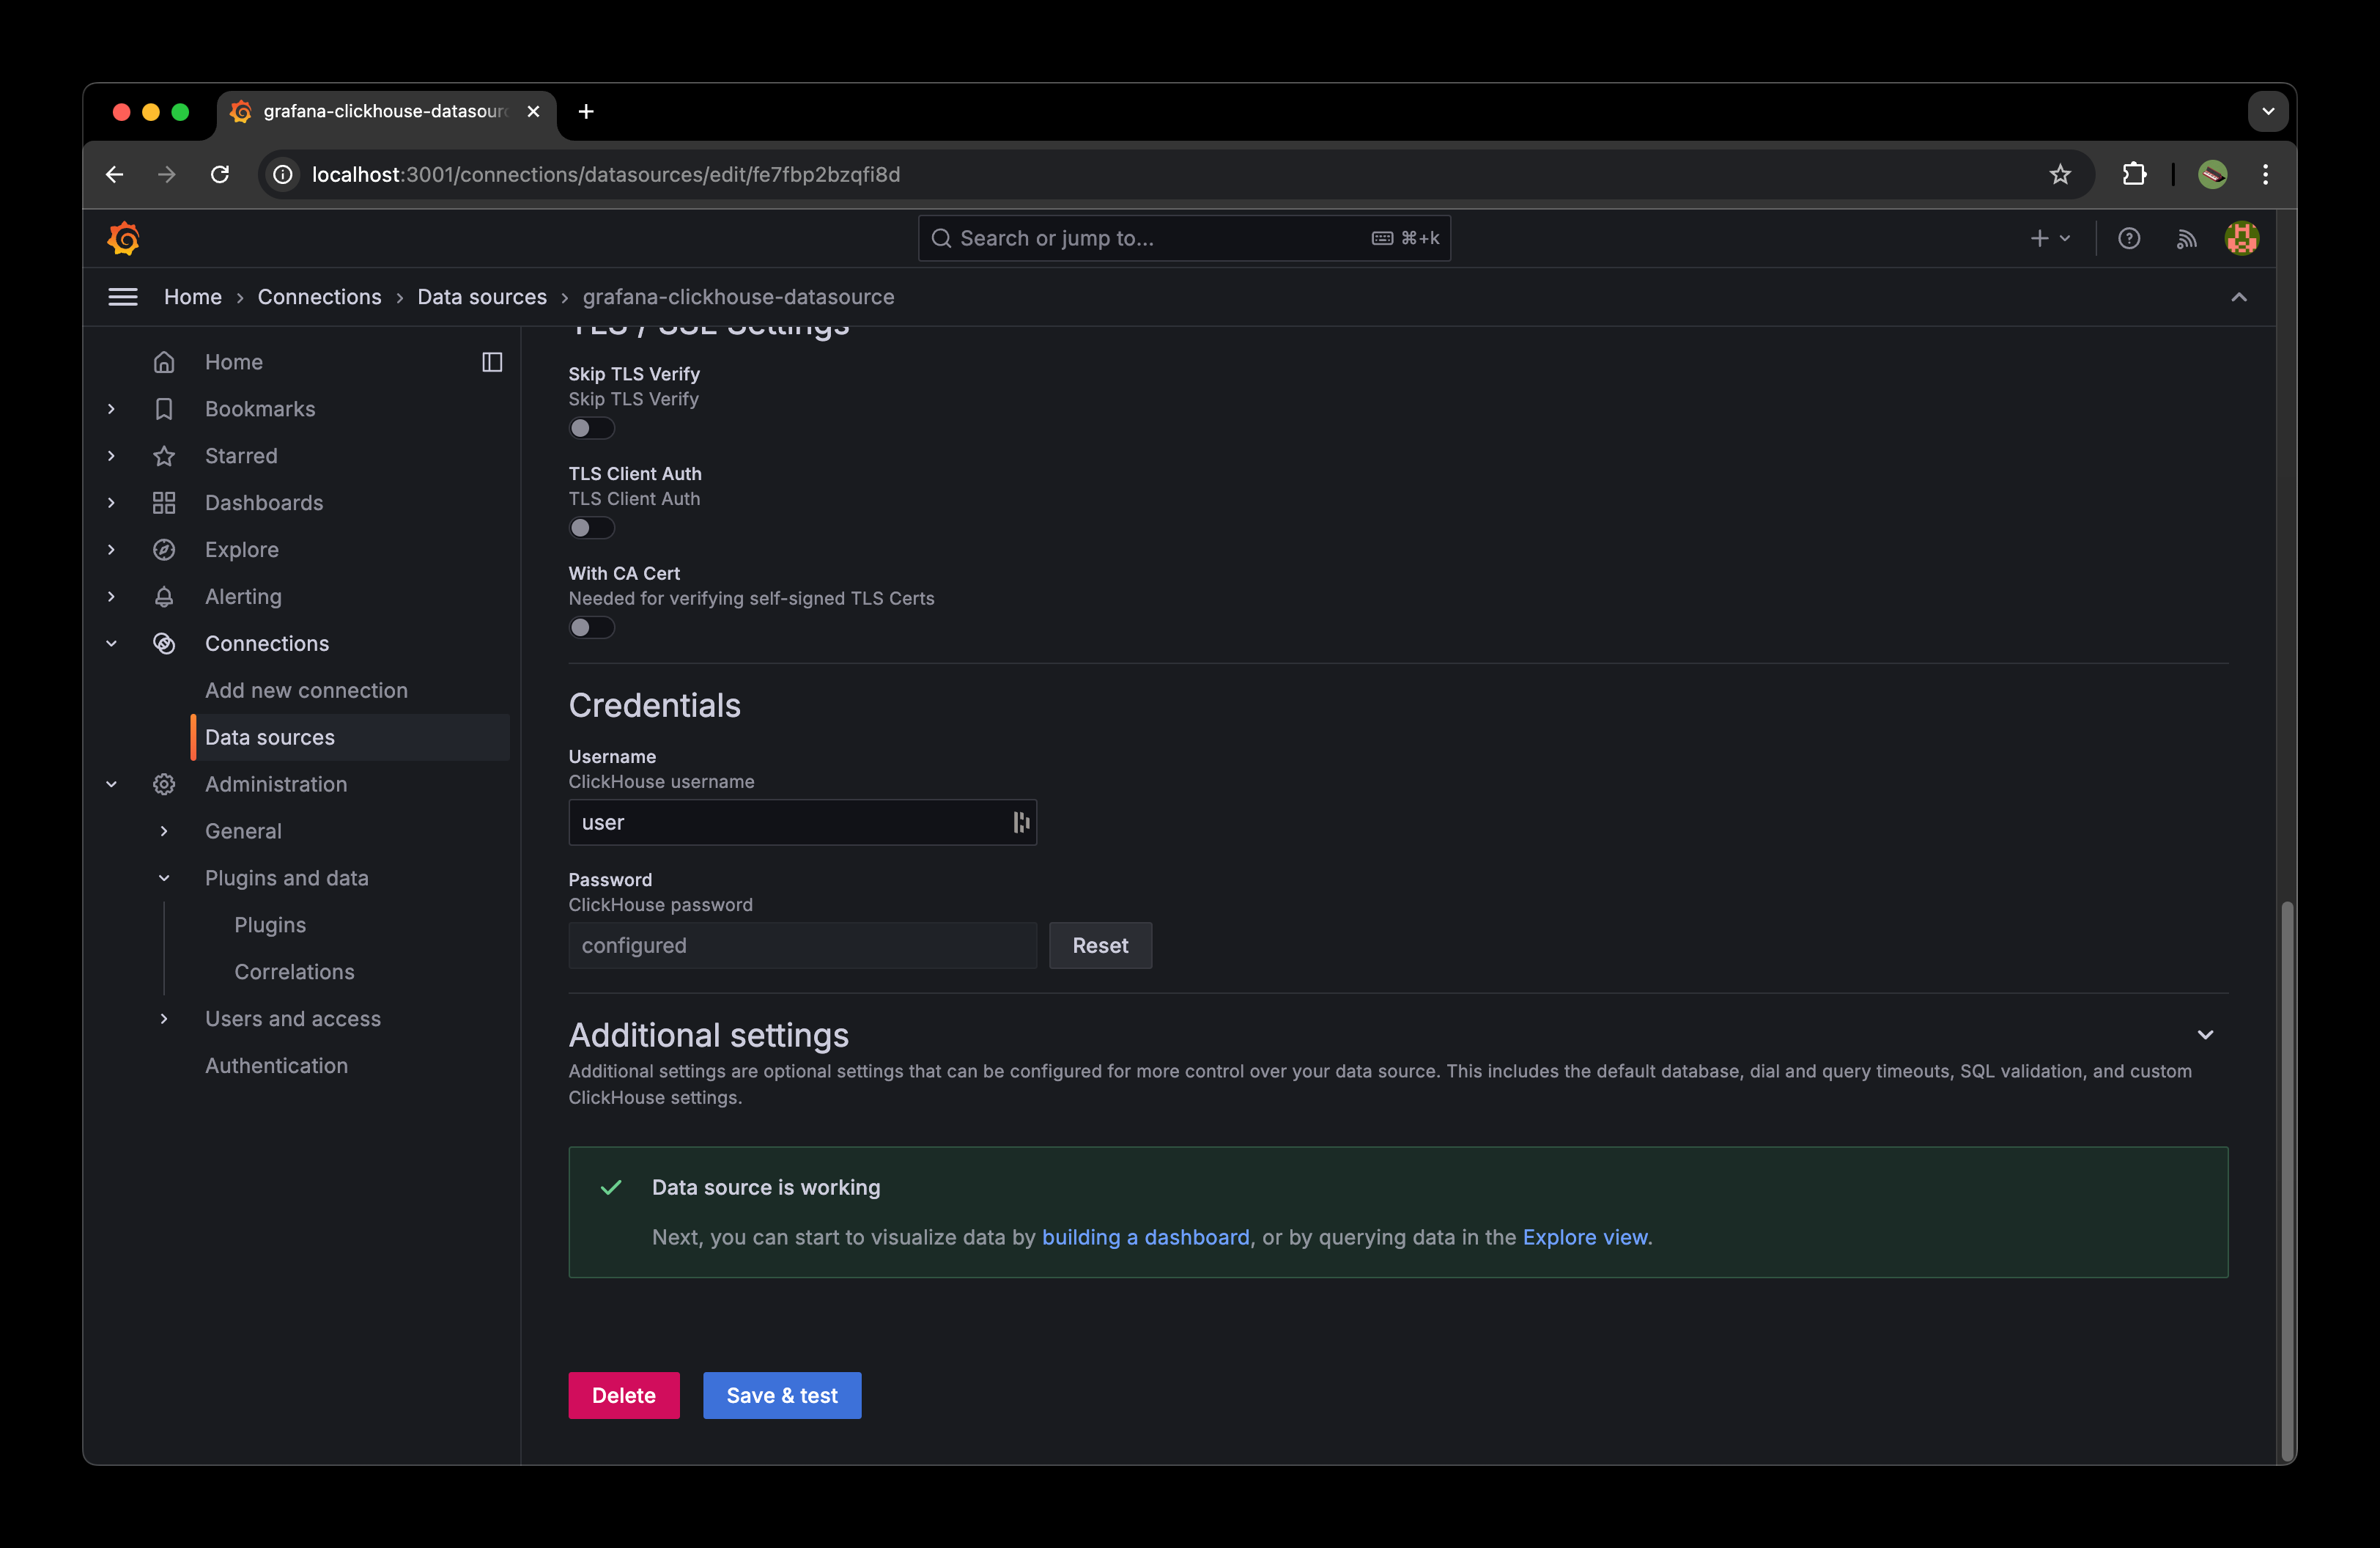 grafana-clickhouse-datasour
localhost:3001/connections/datasources/edit/fe7fbp2bzqfi8d
Search or jump to...
⌘+k
Home › Connections › Data sources › grafana-clickhouse-datasource
Home
Bookmarks
Starred
Dashboards
Explore
Alerting
Connections
Add new connection
Data sources
Administration
General
Plugins and data
Plugins
Correlations
Users and access
Authentication
TLS / SSL Settings
Skip TLS Verify
Skip TLS Verify
TLS Client Auth
TLS Client Auth
With CA Cert
Needed for verifying self-signed TLS Certs
Credentials
Username
ClickHouse username
user
Password
ClickHouse password
configured
Reset
Additional settings
Additional settings are optional settings that can be configured for more control over your data source. This includes the default database, dial and query timeouts, SQL validation, and custom
ClickHouse settings.
Data source is working
Next, you can start to visualize data by building a dashboard, or by querying data in the Explore view.
Delete
Save & test